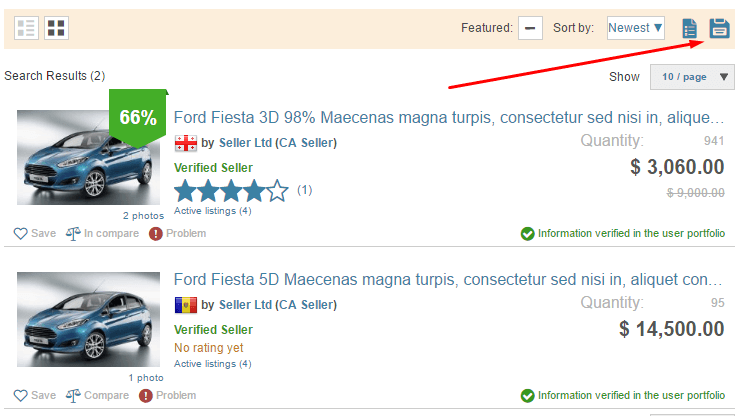 Featured: – Sort by: Newest ▼
Search Results (2) Show 10 / page ▼
66%
Ford Fiesta 3D 98% Maecenas magna turpis, consectetur sed nisi in, alique...
by Seller Ltd (CA Seller) Quantity: 941
Verified Seller $ 3,060.00
(1) $ 9,000.00
2 photos Active listings (4)
Save In compare Problem Information verified in the user portfolio
Ford Fiesta 5D Maecenas magna turpis, consectetur sed nisi in, aliquet con...
by Seller Ltd (CA Seller) Quantity: 95
Verified Seller $ 14,500.00
No rating yet
Active listings (4)
1 photo
Save Compare Problem Information verified in the user portfolio